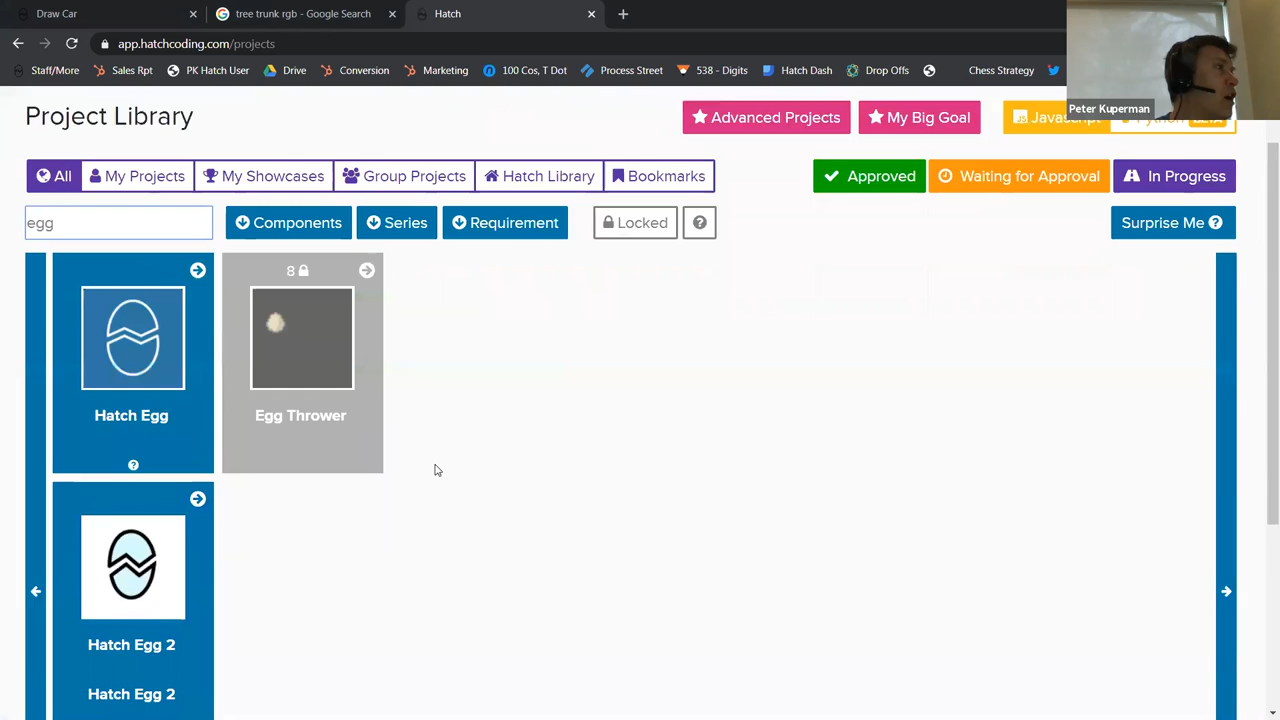 Draw Car
tree trunk rgb - Google Search
Hatch
app.hatchcoding.com/projects
Staff/More
Sales Rpt
PK Hatch User
Drive
Conversion
Marketing
100 Cos, T Dot
Process Street
538 - Digits
Hatch Dash
Drop Offs
Chess Strategy
Peter Kuperman
Project Library
Advanced Projects
My Big Goal
Javascript
All
My Projects
My Showcases
Group Projects
Hatch Library
Bookmarks
Approved
Waiting for Approval
In Progress
egg
Components
Series
Requirement
Locked
Surprise Me
8
Hatch Egg
Egg Thrower
Hatch Egg 2
Hatch Egg 2